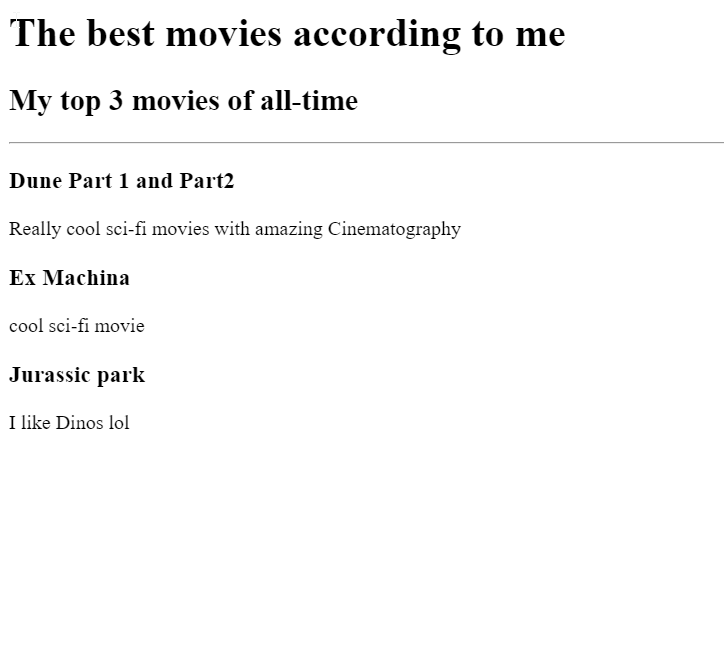 The best movies according to me
My top 3 movies of all-time
Dune Part 1 and Part2
Really cool sci-fi movies with amazing Cinematography
Ex Machina
cool sci-fi movie
Jurassic park
I like Dinos lol